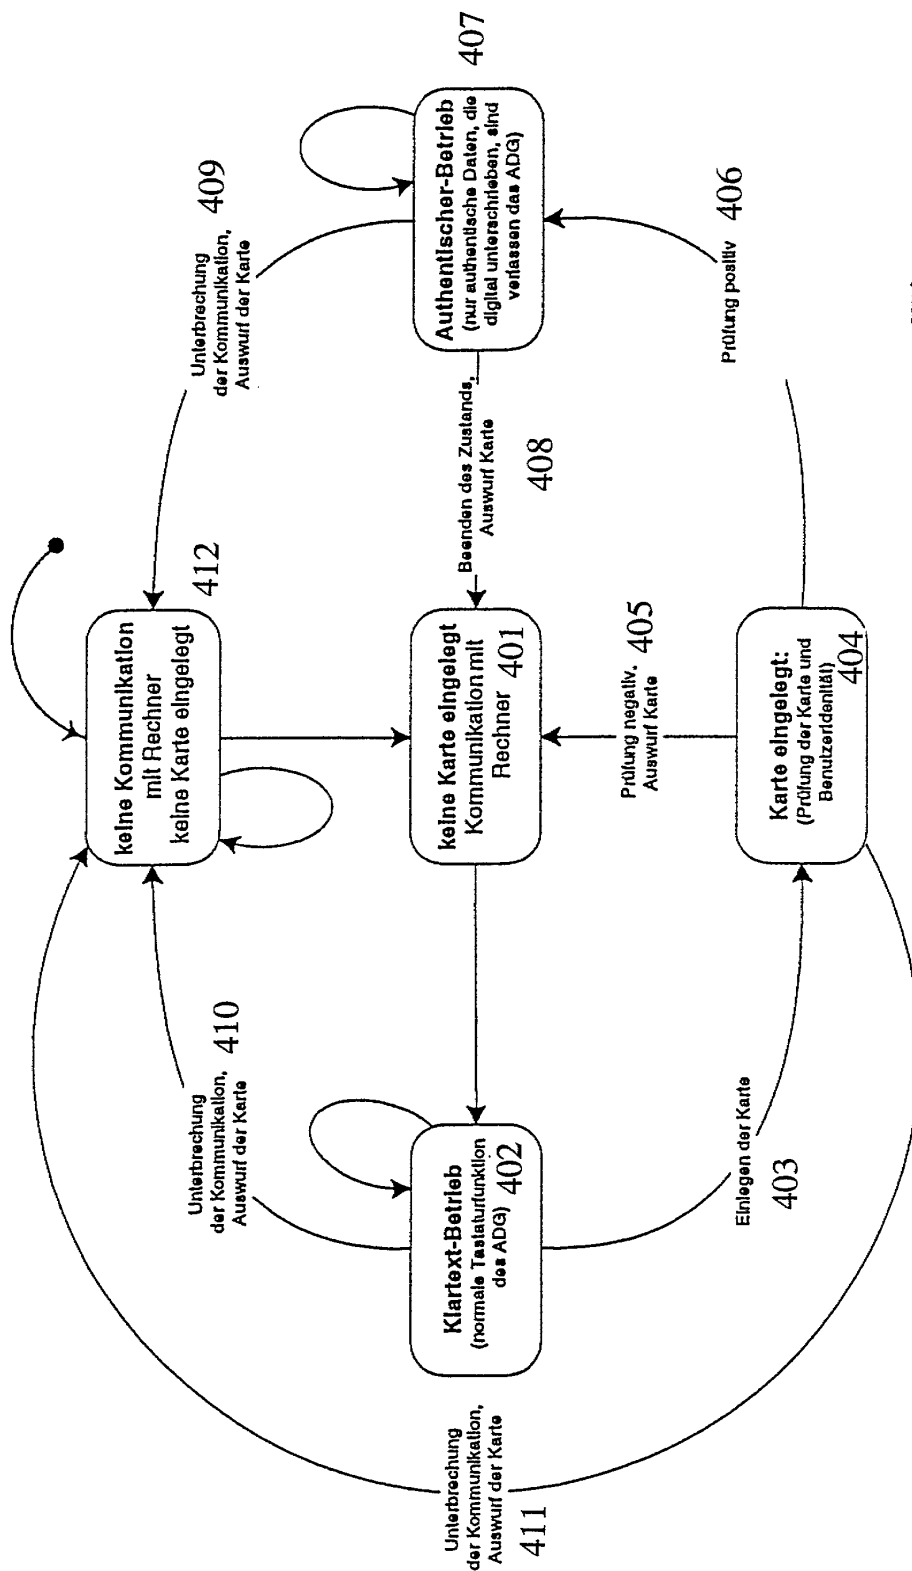 keine Kommunikation
mit Rechner
keine Karte eingelegt
412
Unterbrechung
der Kommunikation,
Auswurf der Karte
409
Unterbrechung
der Kommunikation,
Auswurf der Karte
410
Unterbrechung
der Kommunikation,
Auswurf der Karte
411
Klartext-Betrieb
(normale Tastaturfunktion
des ADG)
402
keine Karte eingelegt
Kommunikation mit
Rechner
401
Beenden des Zustands,
Auswurf Karte
408
Authentischer-Betrieb
(nur authentische Daten, die
digital unterschrieben, sind
verlassen das ADG)
407
Einlegen der Karte
403
Prüfung negativ.
Auswurf Karte
405
Karte eingelegt:
(Prüfung der Karte und
Benutzeridenität)
404
Prüfung positiv
406